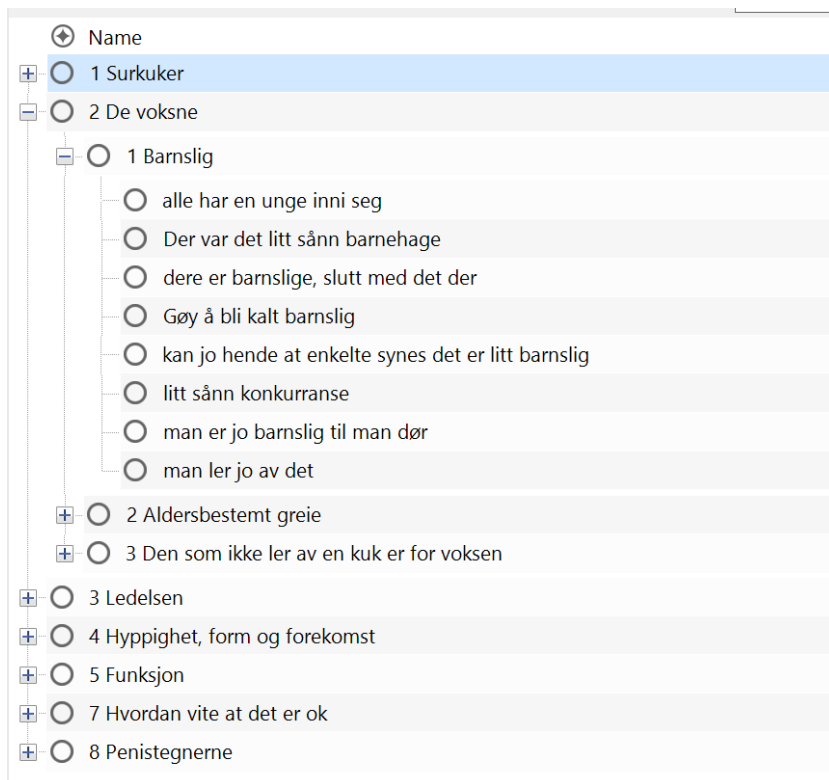 Name
1 Surkuker
2 De voksne
1 Barnslig
alle har en unge inni seg
Der var det litt sånn barnehage
dere er barnslige, slutt med det der
Gøy å bli kalt barnslig
kan jo hende at enkelte synes det er litt barnslig
litt sånn konkurranse
man er jo barnslig til man dør
man ler jo av det
2 Aldersbestemt greie
3 Den som ikke ler av en kuk er for voksen
3 Ledelsen
4 Hyppighet, form og forekomst
5 Funksjon
7 Hvordan vite at det er ok
8 Penistegnerne